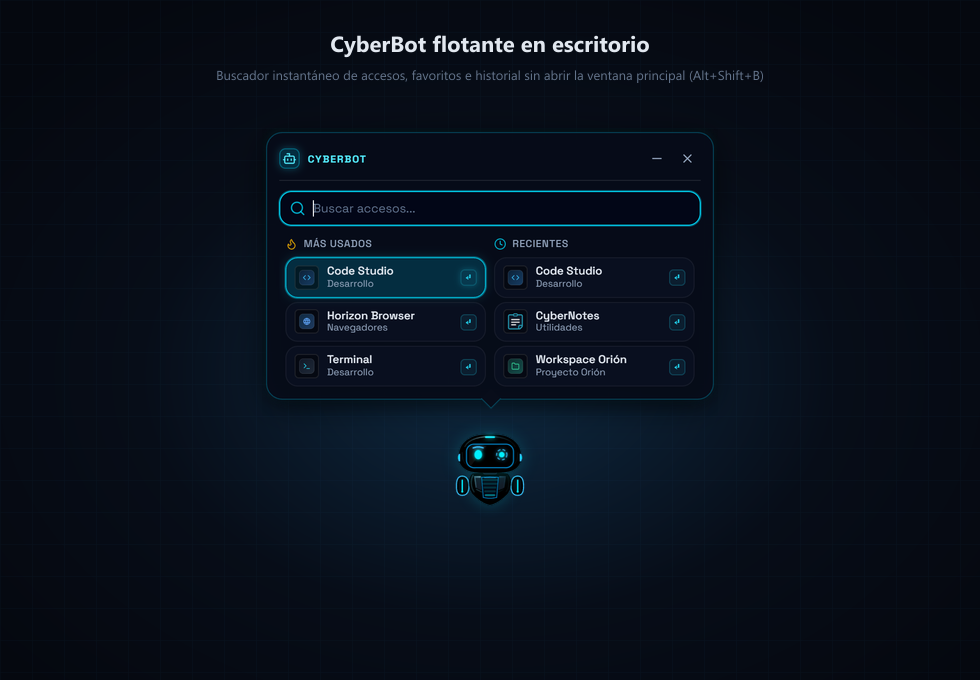 CyberBot flotante en escritorio
Buscador instantáneo de accesos, favoritos e historial sin abrir la ventana principal (Alt+Shift+B)
CYBERBOT
Buscar accesos...
MÁS USADOS
Code Studio
Desarrollo
Horizon Browser
Navegadores
Terminal
Desarrollo
RECIENTES
Code Studio
Desarrollo
CyberNotes
Utilidades
Workspace Orión
Proyecto Orión